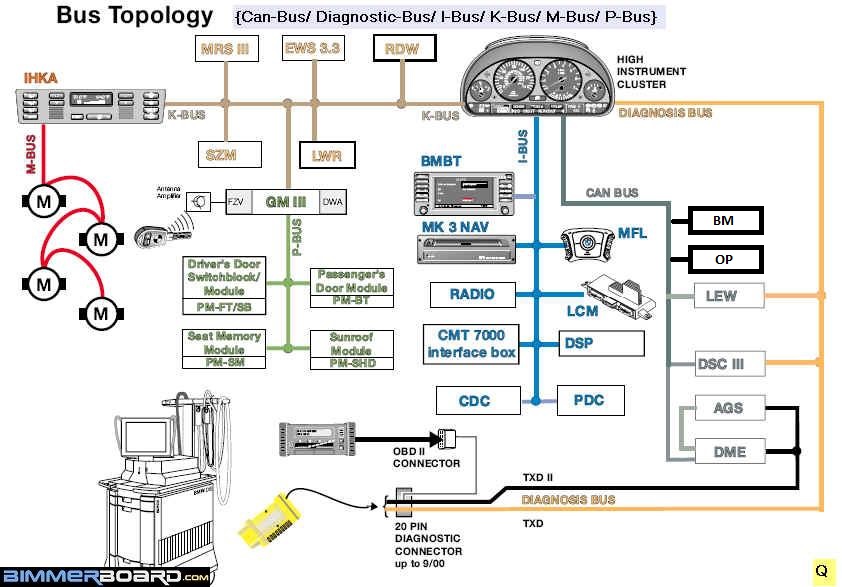 Bus Topology {Can-Bus/ Diagnostic-Bus/ I-Bus/ K-Bus/ M-Bus/ P-Bus}
MRS III
EWS 3.3
RDW
HIGH
INSTRUMENT
CLUSTER
IHKA
K-BUS
K-BUS
DIAGNOSIS BUS
M-BUS
SZM
LWR
I-BUS
BMBT
CAN BUS
Antenna
Amplifier
FZV
GM III
DWA
M
M
M
M
P-BUS
MK 3 NAV
MFL
BM
OP
Driver's Door
Switchblock/
Module
PM-FT/SB
Passenger's
Door Module
PM-BT
RADIO
LCM
LEW
Seat Memory
Module
PM-SM
Sunroof
Module
PM-SHD
CMT 7000
interface box
DSP
DSC III
CDC
PDC
AGS
DME
OBD II
CONNECTOR
TXD II
DIAGNOSIS BUS
TXD
20 PIN
DIAGNOSTIC
CONNECTOR
up to 9/00
BIMMERBOARD.COM
Q